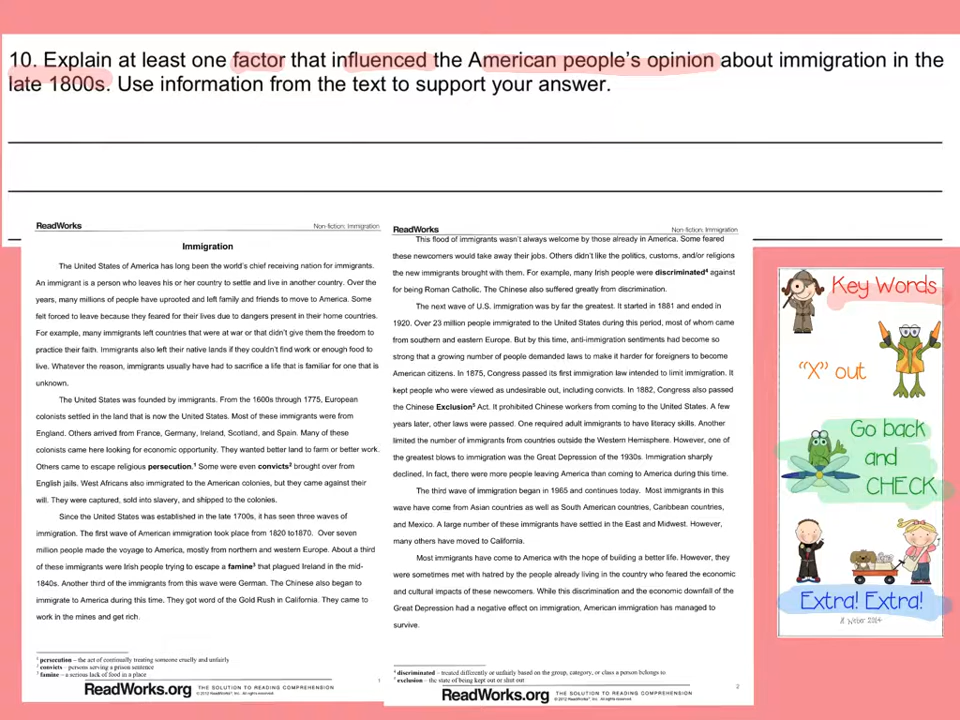 10. Explain at least one factor that influenced the American people's opinion about immigration in the
late 1800s. Use information from the text to support your answer.
ReadWorks
Non-fiction: Immigration
Immigration
The United States of America has long been the world's chief receiving nation for immigrants.
An immigrant is a person who leaves his or her country to settle and live in another country. Over the
years, many millions of people have uprooted and left family and friends to move to America. Some
felt forced to leave because they feared for their lives due to dangers present in their home countries.
For example, many immigrants left countries that were at war or that didn't give them the freedom to
practice their faith. Immigrants also left their native lands if they couldn't find work or enough food to
live. Whatever the reason, immigrants usually have had to sacrifice a life that is familiar for one that is
unknown.
The United States was founded by immigrants. From the 1600s through 1775, European
colonists settled in the land that is now the United States. Most of these immigrants were from
England. Others arrived from France, Germany, Ireland, Scotland, and Spain. Many of these
colonists came here looking for economic opportunity. They wanted better land to farm or better work.
Others came to escape religious persecution.1 Some were even convicts2 brought over from
English jails. West Africans also immigrated to the American colonies, but they came against their
will. They were captured, sold into slavery, and shipped to the colonies.
Since the United States was established in the late 1700s, it has seen three waves of
immigration. The first wave of American immigration took place from 1820 to1870. Over seven
million people made the voyage to America, mostly from northern and western Europe. About a third
of these immigrants were Irish people trying to escape a famine3 that plagued Ireland in the mid-
1840s. Another third of the immigrants from this wave were German. The Chinese also began to
immigrate to America during this time. They got word of the Gold Rush in California. They came to
work in the mines and get rich.
1 persecution – the act of continually treating someone cruelly and unfairly
2 convicts – persons serving a prison sentence
3 famine – a serious lack of food in a place
1
ReadWorks.org THE SOLUTION TO READING COMPREHENSION
© 2012 ReadWorks®, Inc. All rights reserved.
ReadWorks
Non-fiction: Immigration
This flood of immigrants wasn't always welcome by those already in America. Some feared
these newcomers would take away their jobs. Others didn't like the politics, customs, and/or religions
the new immigrants brought with them. For example, many Irish people were discriminated4 against
for being Roman Catholic. The Chinese also suffered greatly from discrimination.
The next wave of U.S. immigration was by far the greatest. It started in 1881 and ended in
1920. Over 23 million people immigrated to the United States during this period, most of whom came
from southern and eastern Europe. But by this time, anti-immigration sentiments had become so
strong that a growing number of people demanded laws to make it harder for foreigners to become
American citizens. In 1875, Congress passed its first immigration law intended to limit immigration. It
kept people who were viewed as undesirable out, including convicts. In 1882, Congress also passed
the Chinese Exclusion5 Act. It prohibited Chinese workers from coming to the United States. A few
years later, other laws were passed. One required adult immigrants to have literacy skills. Another
limited the number of immigrants from countries outside the Western Hemisphere. However, one of
the greatest blows to immigration was the Great Depression of the 1930s. Immigration sharply
declined. In fact, there were more people leaving America than coming to America during this time.
The third wave of immigration began in 1965 and continues today. Most immigrants in this
wave have come from Asian countries as well as South American countries, Caribbean countries,
and Mexico. A large number of these immigrants have settled in the East and Midwest. However,
many others have moved to California.
Most immigrants have come to America with the hope of building a better life. However, they
were sometimes met with hatred by the people already living in the country who feared the economic
and cultural impacts of these newcomers. While this discrimination and the economic downfall of the
Great Depression had a negative effect on immigration, American immigration has managed to
survive.
4 discriminated – treated differently or unfairly based on the group, category, or class a person belongs to
5 exclusion – the state of being kept out or shut out
2
ReadWorks.org THE SOLUTION TO READING COMPREHENSION
© 2012 ReadWorks®, Inc. All rights reserved.
Key Words
"X" out
Go back
and
CHECK
Extra! Extra!